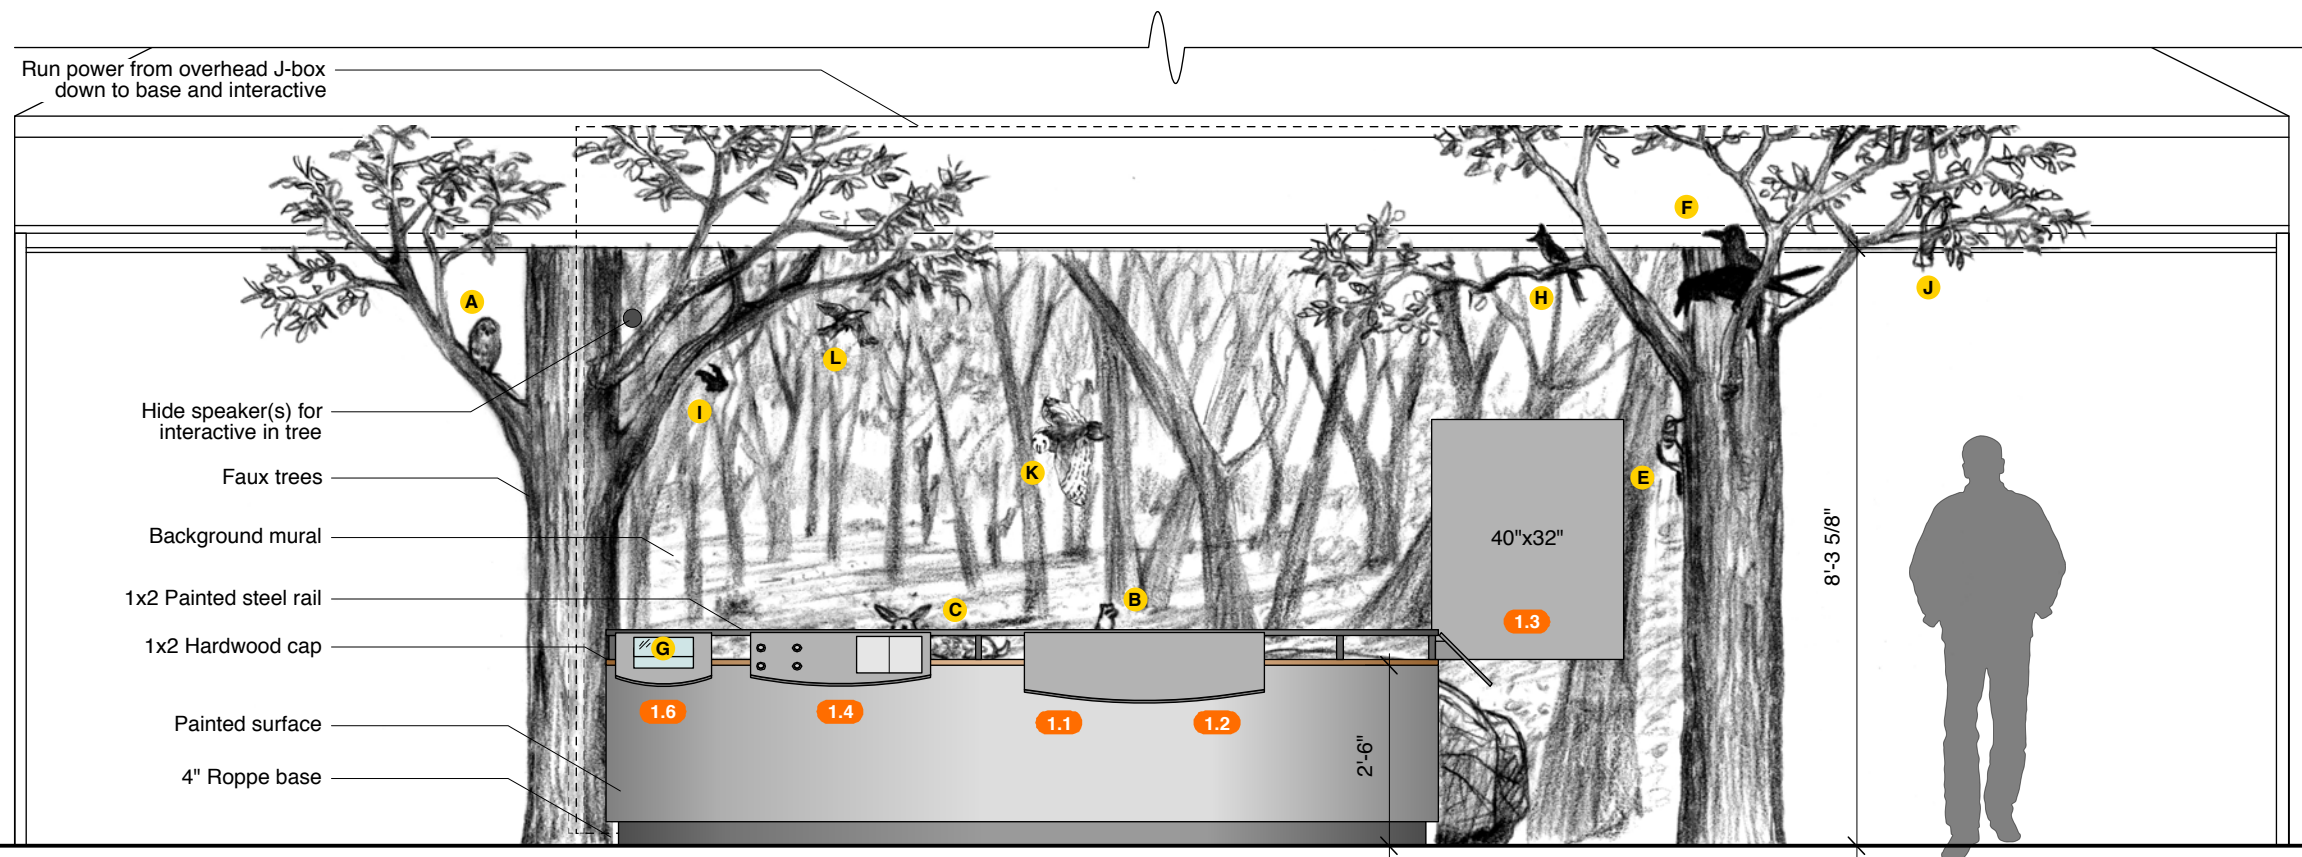 Run power from overhead J-box
down to base and interactive
F
J
H
A
L
I
Hide speaker(s) for
interactive in tree
K
E
Faux trees
40"x32"
8'-3 5/8"
Background mural
1x2 Painted steel rail
C
B
1.3
1x2 Hardwood cap
G
1.6
1.4
1.1
1.2
Painted surface
2'-6"
4" Roppe base